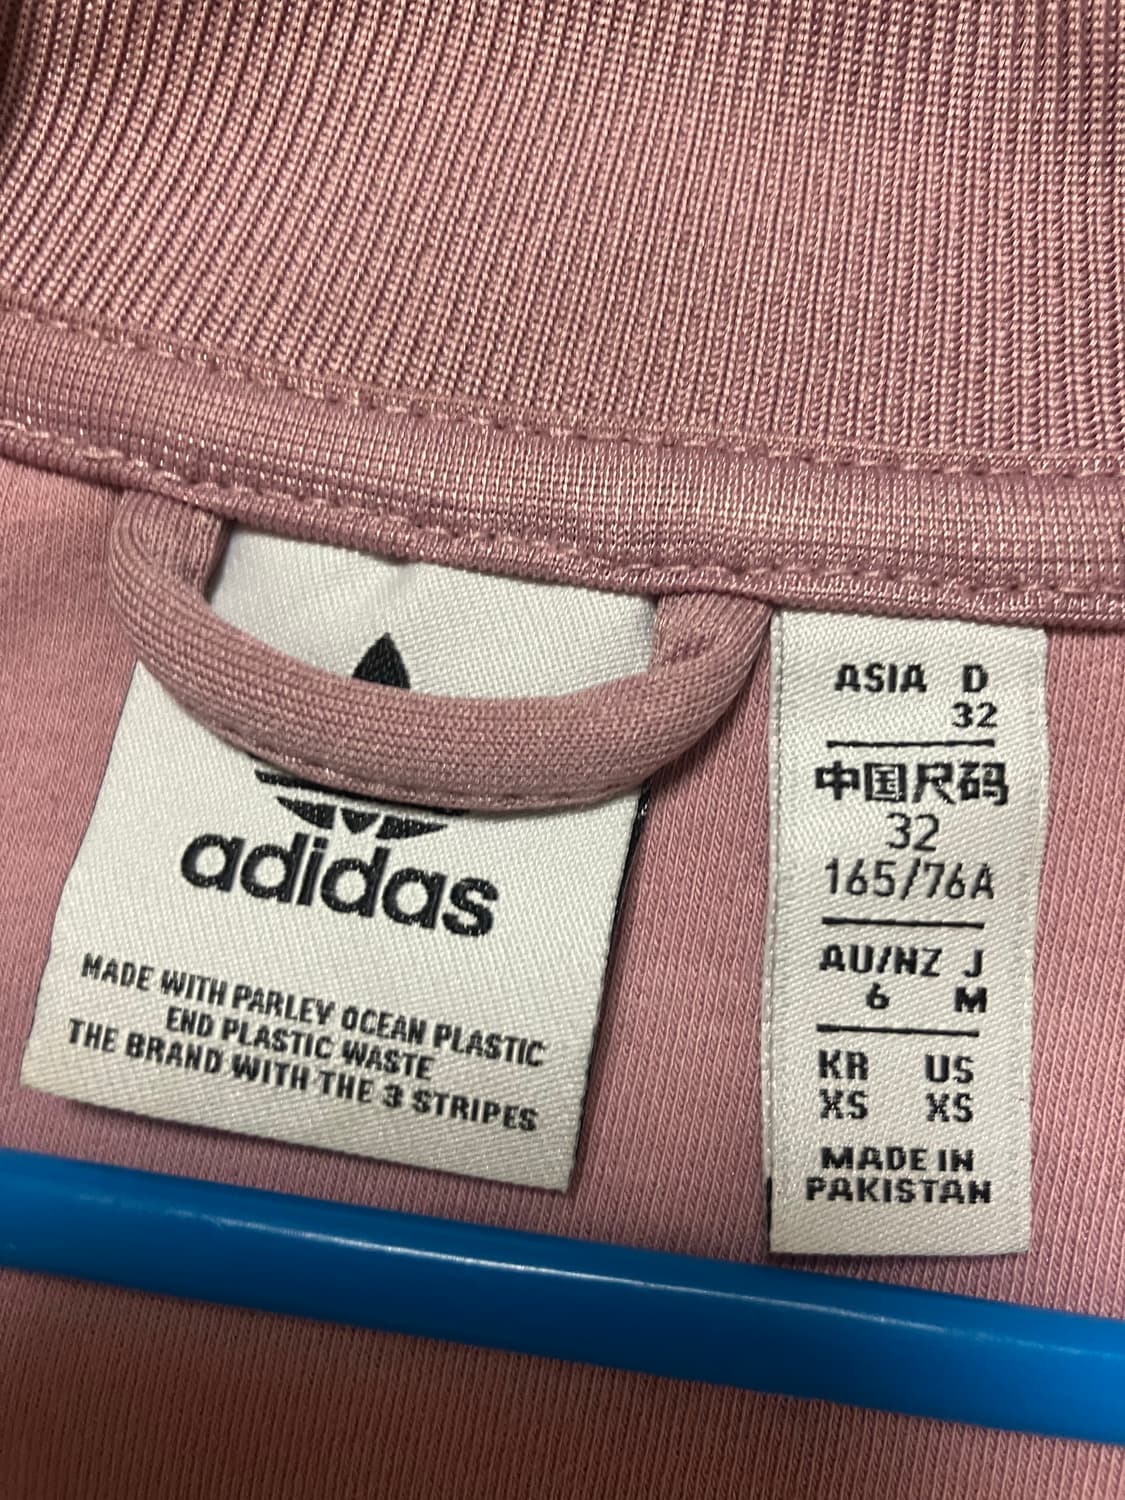 adidas
MADE WITH PARLEY OCEAN PLASTIC
END PLASTIC WASTE
THE BRAND WITH THE 3 STRIPES
ASIA D
32
中国尺码
32
165/76A
AU/NZ J
6 M
KR US
XS XS
MADE IN
PAKISTAN